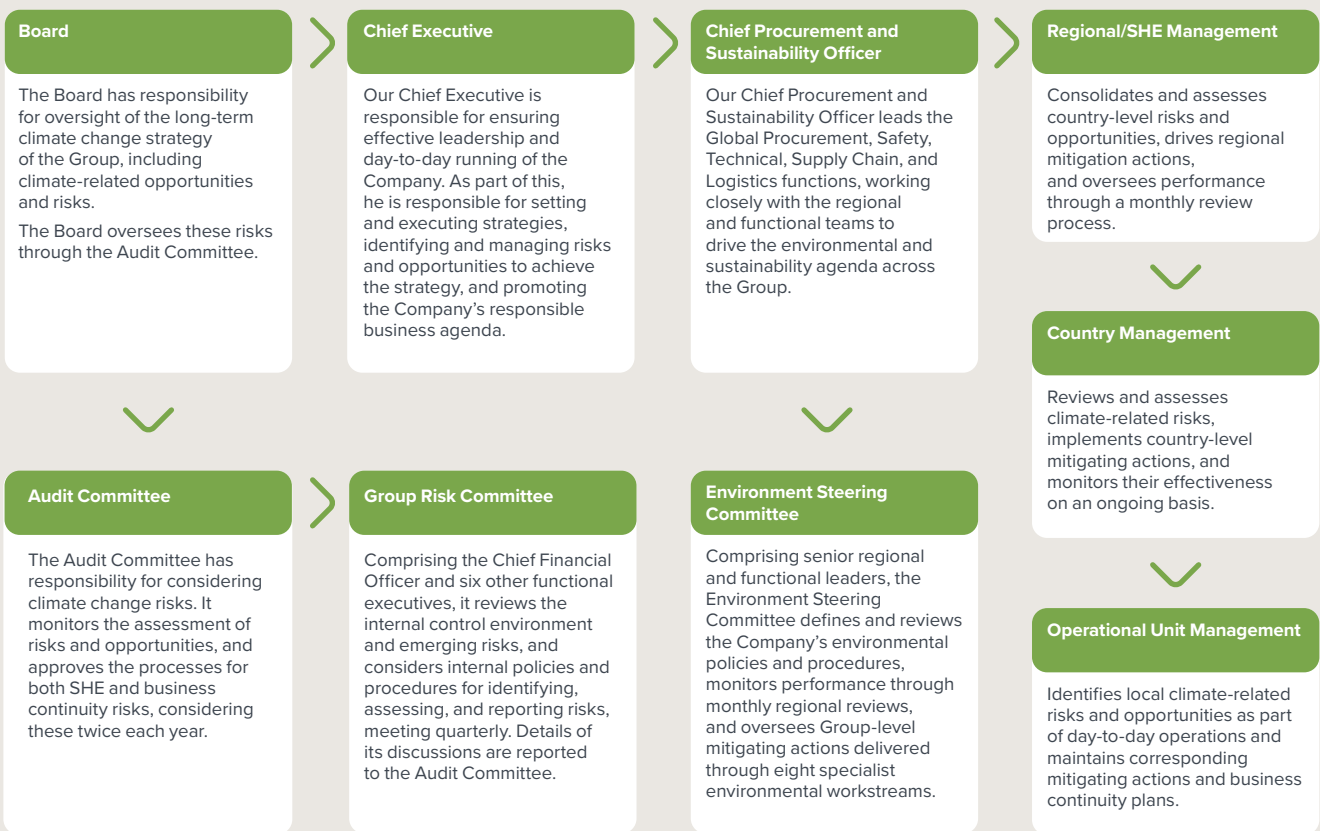 Board
The Board has responsibility
for oversight of the long-term
climate change strategy
of the Group, including
climate-related opportunities
and risks.
The Board oversees these risks
through the Audit Committee.
Chief Executive
Our Chief Executive is
responsible for ensuring
effective leadership and
day-to-day running of the
Company. As part of this,
he is responsible for setting
and executing strategies,
identifying and managing risks
and opportunities to achieve
the strategy, and promoting
the Company’s responsible
business agenda.
Chief Procurement and
Sustainability Officer
Our Chief Procurement and
Sustainability Officer leads the
Global Procurement, Safety,
Technical, Supply Chain, and
Logistics functions, working
closely with the regional
and functional teams to
drive the environmental and
sustainability agenda across
the Group.
Regional/SHE Management
Consolidates and assesses
country-level risks and
opportunities, drives regional
mitigation actions,
and oversees performance
through a monthly review
process.
Country Management
Reviews and assesses
climate-related risks,
implements country-level
mitigating actions, and
monitors their effectiveness
on an ongoing basis.
Audit Committee
The Audit Committee has
responsibility for considering
climate change risks. It
monitors the assessment of
risks and opportunities, and
approves the processes for
both SHE and business
continuity risks, considering
these twice each year.
Group Risk Committee
Comprising the Chief Financial
Officer and six other functional
executives, it reviews the
internal control environment
and emerging risks, and
considers internal policies and
procedures for identifying,
assessing, and reporting risks,
meeting quarterly. Details of
its discussions are reported
to the Audit Committee.
Environment Steering
Committee
Comprising senior regional
and functional leaders, the
Environment Steering
Committee defines and reviews
the Company’s environmental
policies and procedures,
monitors performance through
monthly regional reviews,
and oversees Group-level
mitigating actions delivered
through eight specialist
environmental workstreams.
Operational Unit Management
Identifies local climate-related
risks and opportunities as part
of day-to-day operations and
maintains corresponding
mitigating actions and business
continuity plans.